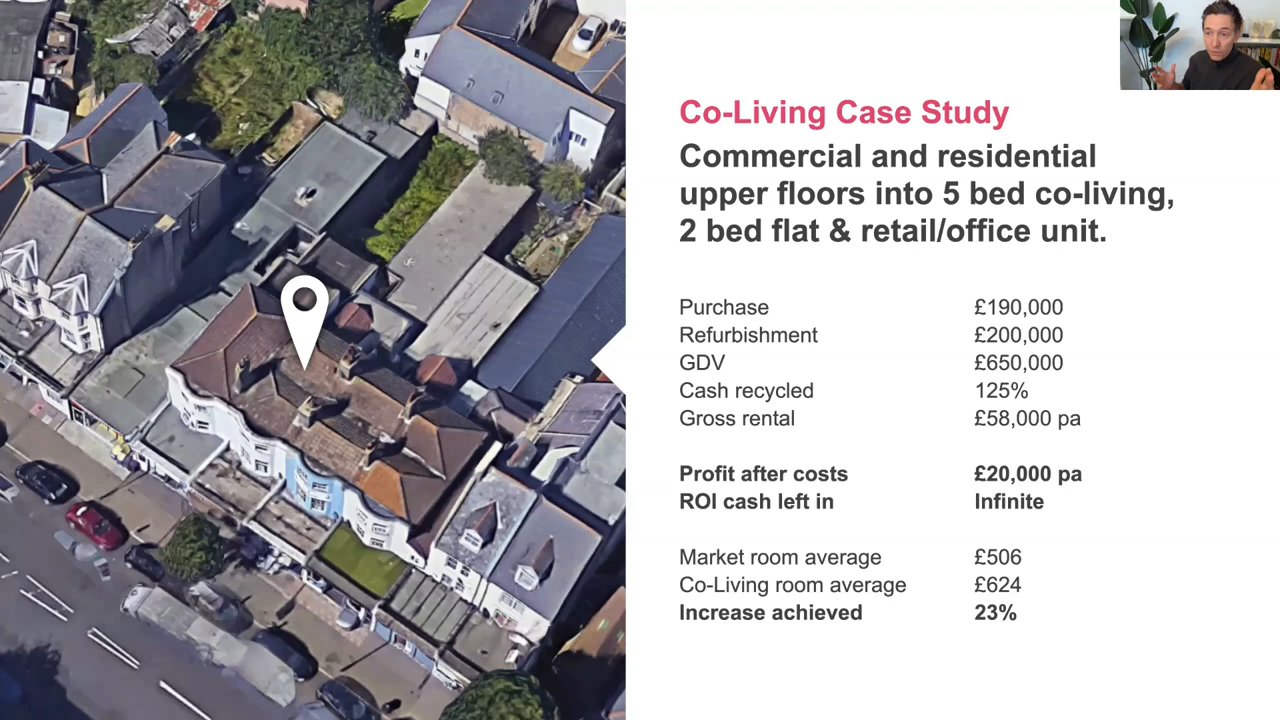 Co-Living Case Study
Commercial and residential
upper floors into 5 bed co-living,
2 bed flat & retail/office unit.
Purchase £190,000
Refurbishment £200,000
GDV £650,000
Cash recycled 125%
Gross rental £58,000 pa
Profit after costs £20,000 pa
ROI cash left in Infinite
Market room average £506
Co-Living room average £624
Increase achieved 23%